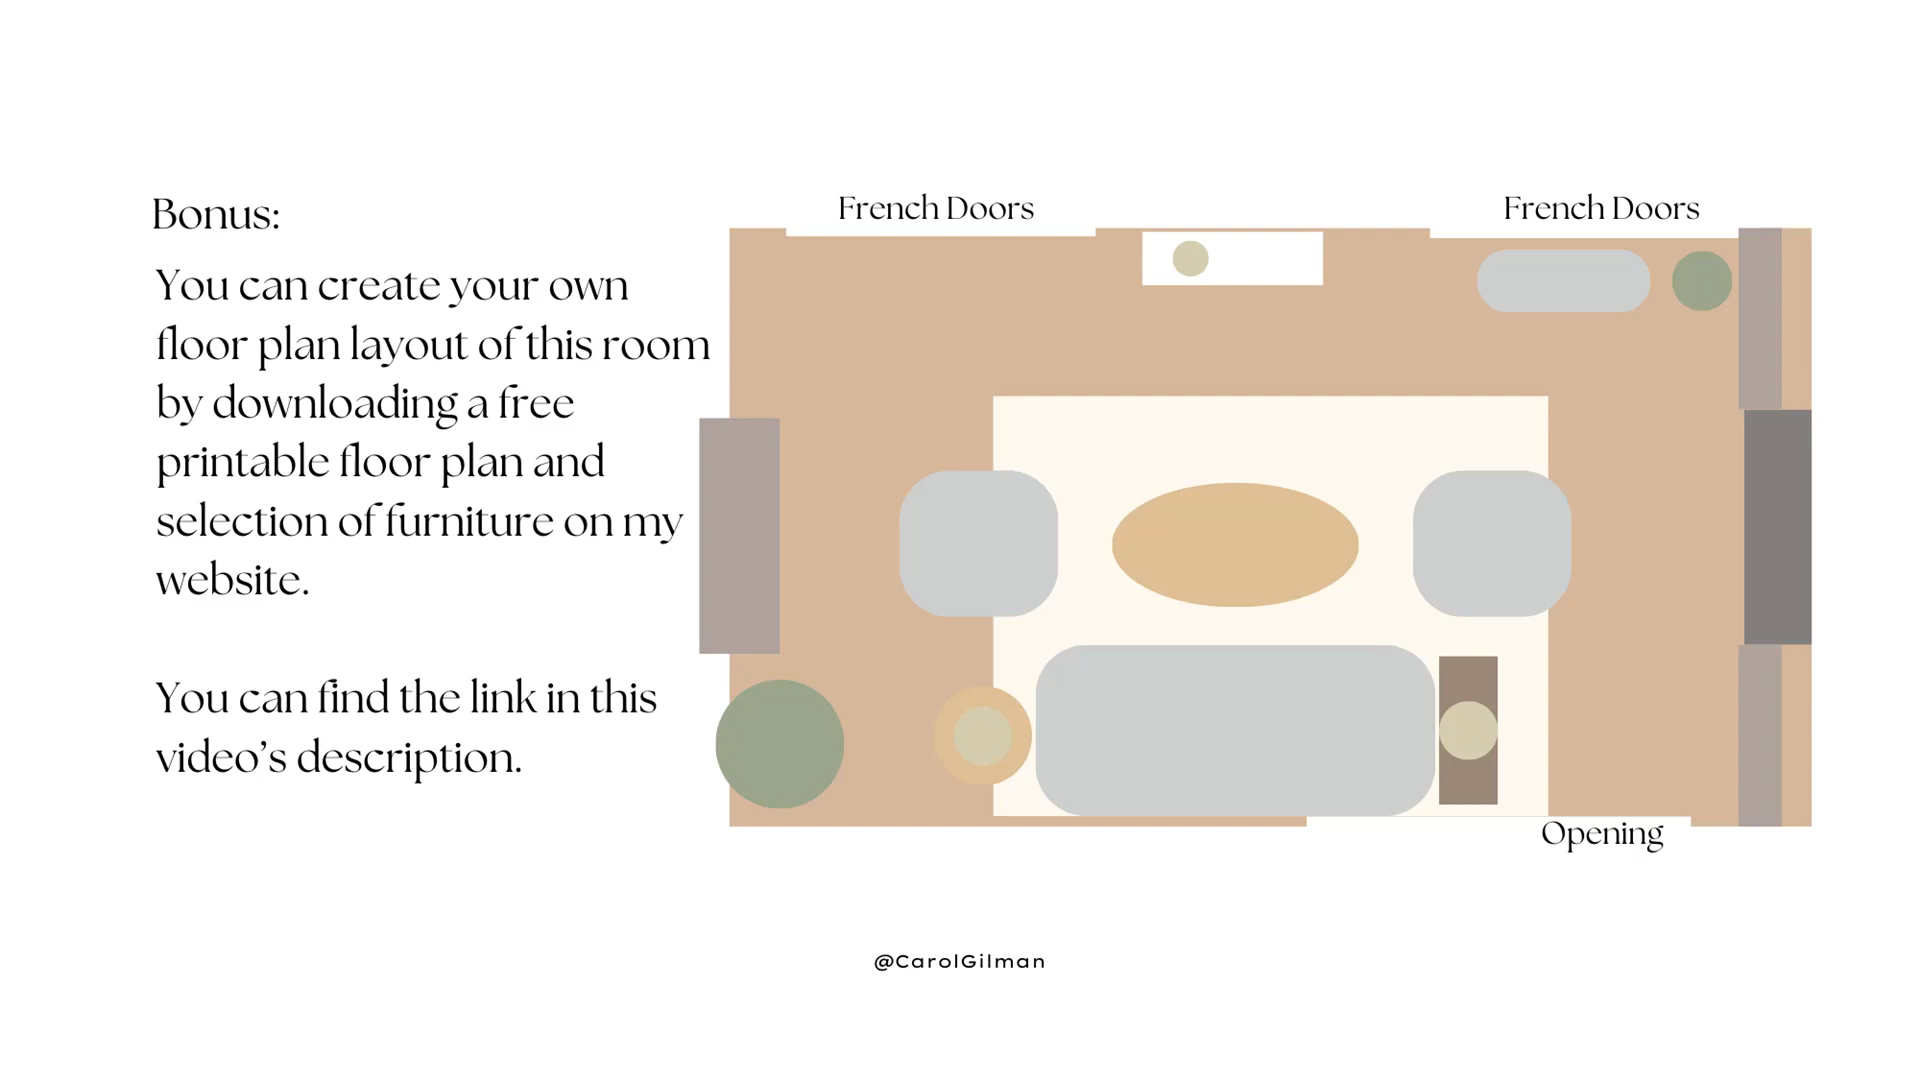 Bonus:
You can create your own
floor plan layout of this room
by downloading a free
printable floor plan and
selection of furniture on my
website.
You can find the link in this
video’s description.
French Doors
French Doors
Opening
@CarolGilman